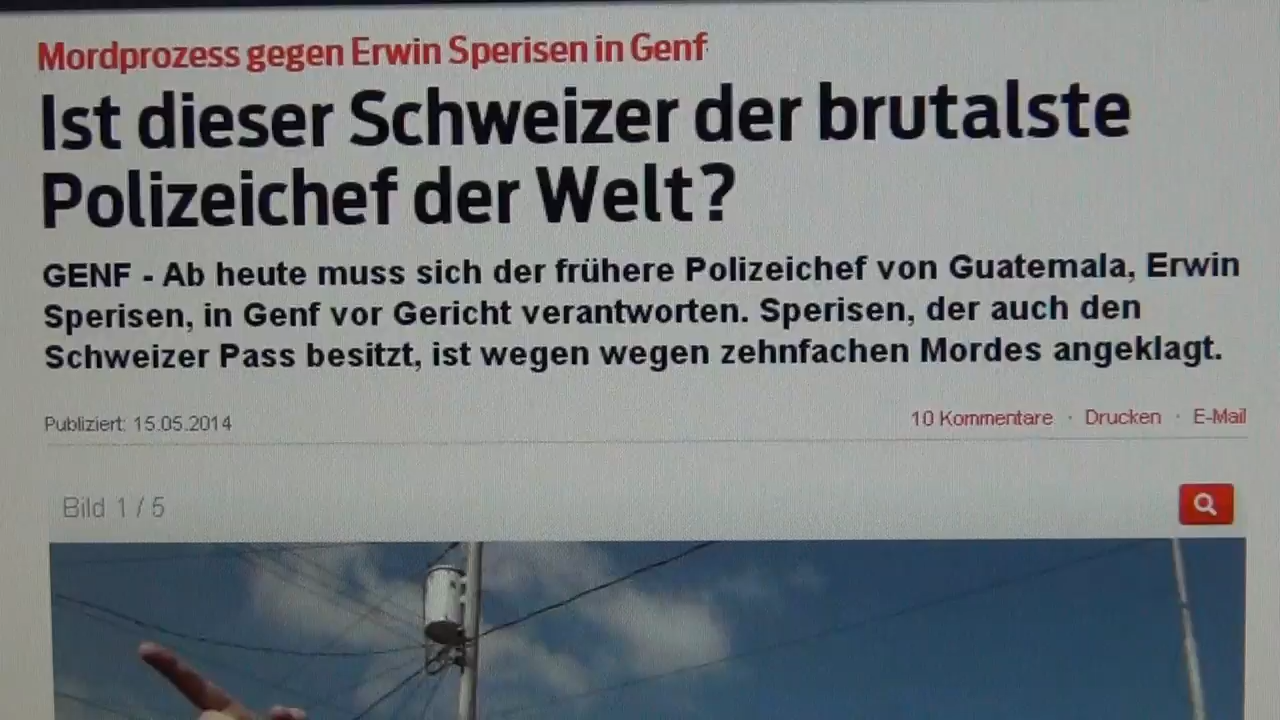 Mordprozess gegen Erwin Sperisen in Genf
Ist dieser Schweizer der brutalste
Polizeichef der Welt?
GENF - Ab heute muss sich der frühere Polizeichef von Guatemala, Erwin
Sperisen, in Genf vor Gericht verantworten. Sperisen, der auch den
Schweizer Pass besitzt, ist wegen wegen zehnfachen Mordes angeklagt.
Publiziert: 15.05.2014
10 Kommentare · Drucken · E-Mail
Bild 1 / 5